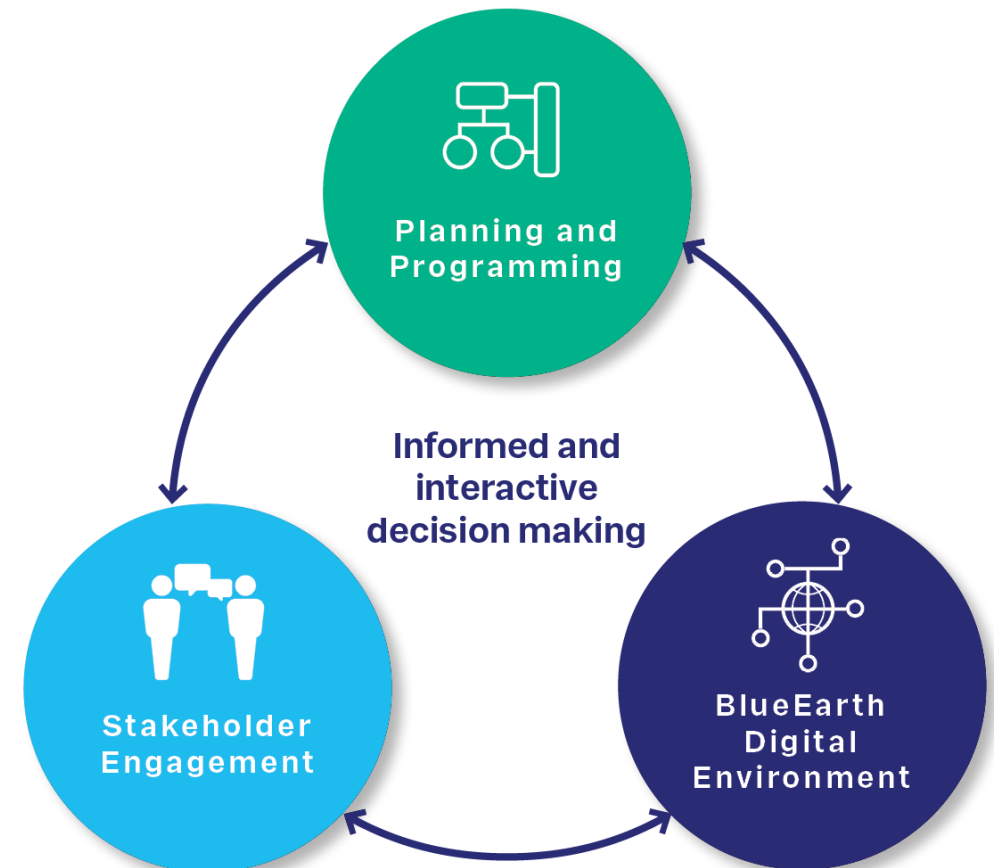 Planning and
Programming
Informed and
interactive
decision making
Stakeholder
Engagement
BlueEarth
Digital
Environment